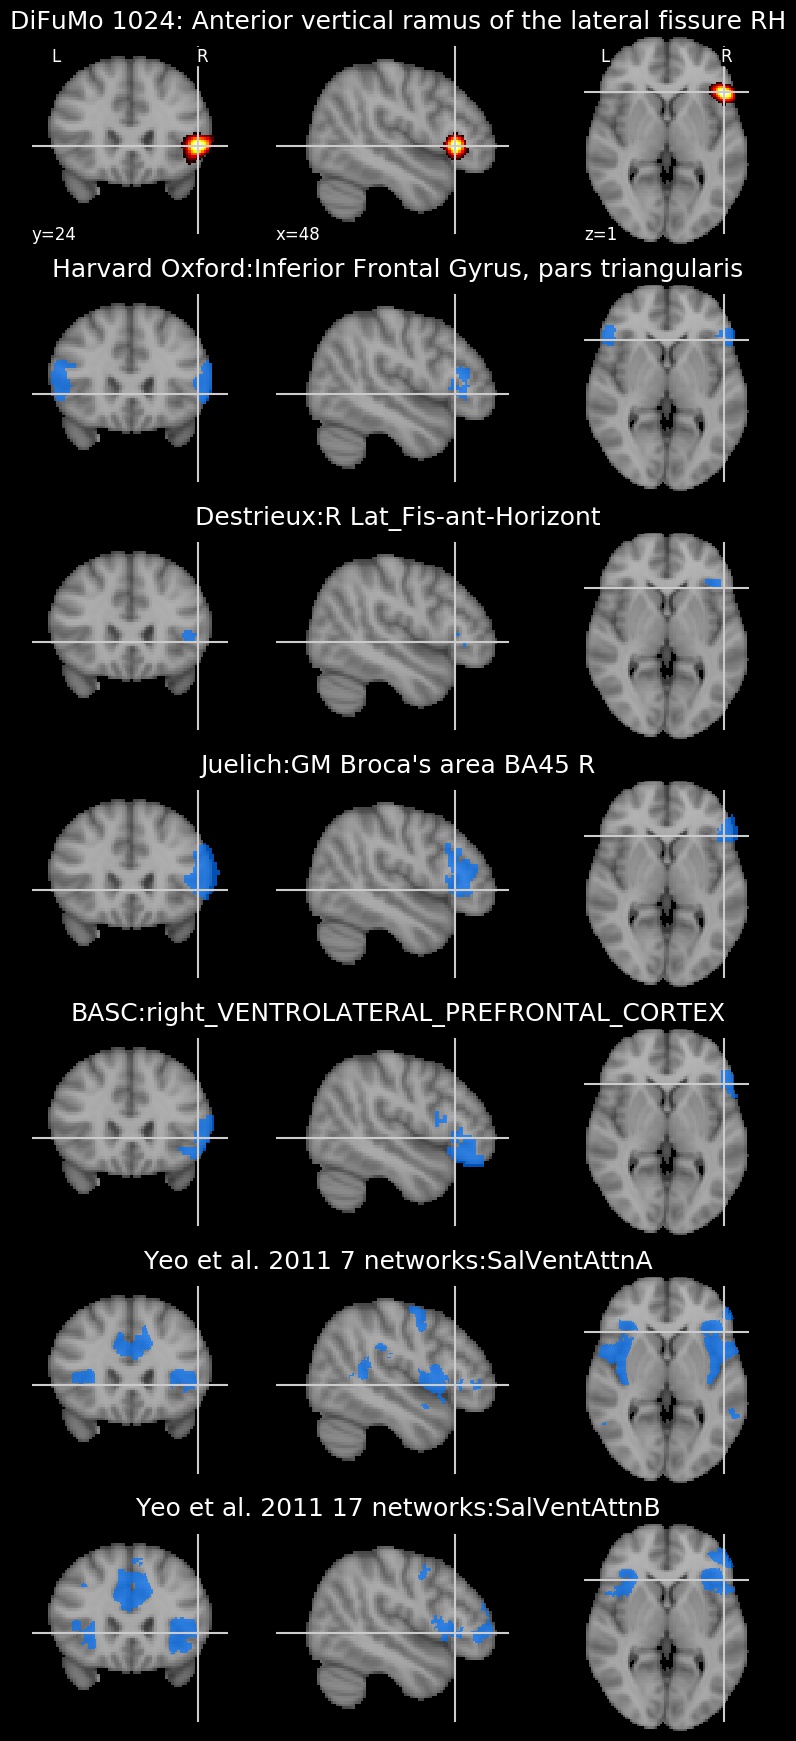 DiFuMo 1024: Anterior vertical ramus of the lateral fissure RH
L R L R
y=24 x=48 z=1
Harvard Oxford:Inferior Frontal Gyrus, pars triangularis
Destrieux:R Lat_Fis-ant-Horizont
Juelich:GM Broca's area BA45 R
BASC:right_VENTROLATERAL_PREFRONTAL_CORTEX
Yeo et al. 2011 7 networks:SalVentAttnA
Yeo et al. 2011 17 networks:SalVentAttnB